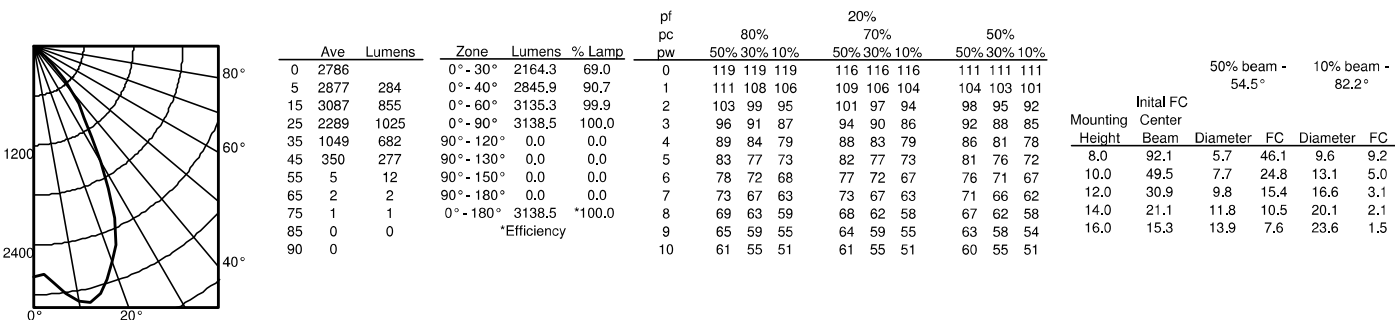 1200
2400
0°
20°
40°
60°
80°
Ave Lumens
0 2786
5 2877 284
15 3087 855
25 2289 1025
35 1049 682
45 350 277
55 5 12
65 2 2
75 1 1
85 0 0
90 0
Zone Lumens % Lamp
0°- 30° 2164.3 69.0
0°- 40° 2845.9 90.7
0°- 60° 3135.3 99.9
0°- 90° 3138.5 100.0
90°- 120° 0.0 0.0
90°- 130° 0.0 0.0
90°- 150° 0.0 0.0
90°- 180° 0.0 0.0
0°- 180° 3138.5 *100.0
*Efficiency
pf 20%
pc 80% 70% 50%
pw 50% 30% 10% 50% 30% 10% 50% 30% 10%
0 119 119 119 116 116 116 111 111 111
1 111 108 106 109 106 104 104 103 101
2 103 99 95 101 97 94 98 95 92
3 96 91 87 94 90 86 92 88 85
4 89 84 79 88 83 79 86 81 78
5 83 77 73 82 77 73 81 76 72
6 78 72 68 77 72 67 76 71 67
7 73 67 63 73 67 63 71 66 62
8 69 63 59 68 62 58 67 62 58
9 65 59 55 64 59 55 63 58 54
10 61 55 51 61 55 51 60 55 51
50% beam - 10% beam -
54.5° 82.2°
Inital FC
Mounting Center
Height Beam Diameter FC Diameter FC
8.0 92.1 5.7 46.1 9.6 9.2
10.0 49.5 7.7 24.8 13.1 5.0
12.0 30.9 9.8 15.4 16.6 3.1
14.0 21.1 11.8 10.5 20.1 2.1
16.0 15.3 13.9 7.6 23.6 1.5